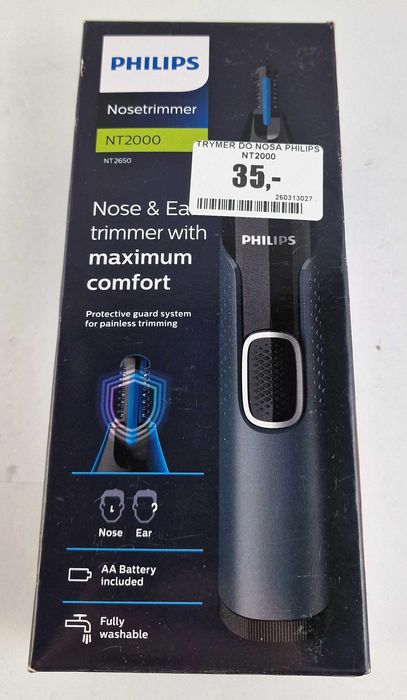 PHILIPS
Nosetrimmer
NT2000
NT2650
TRYMER DO NOSA PHILIPS
NT2000
35,-
260313027
Nose & Ear
trimmer with
maximum
comfort
PHILIPS
Protective guard system
for painless trimming
Nose Ear
AA Battery
included
Fully
washable